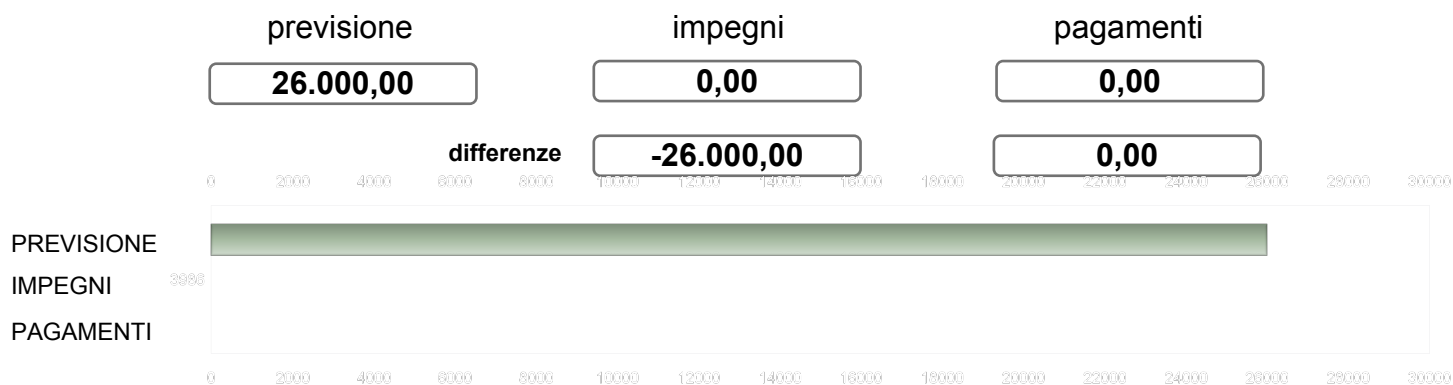 previsione impegni pagamenti
26.000,00 0,00 0,00
differenze -26.000,00 0,00
0 2000 4000 6000 8000 10000 12000 14000 16000 18000 20000 22000 24000 26000 28000 30000
PREVISIONE
3986
IMPEGNI
PAGAMENTI
0 2000 4000 6000 8000 10000 12000 14000 16000 18000 20000 22000 24000 26000 28000 30000